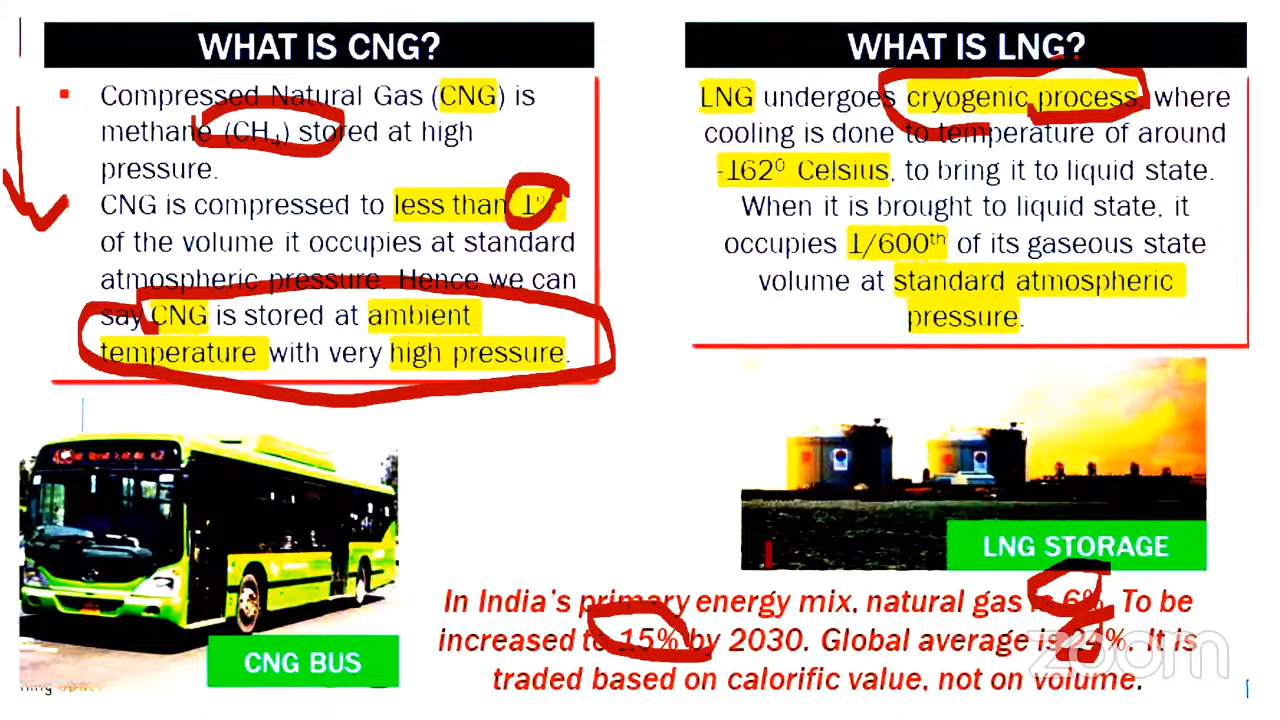 WHAT IS CNG?
Compressed Natural Gas (CNG) is
methane (CH4) stored at high
pressure.
CNG is compressed to less than 1%
of the volume it occupies at standard
atmospheric pressure. Hence we can
say CNG is stored at ambient
temperature with very high pressure.
CNG BUS
WHAT IS LNG?
LNG undergoes cryogenic process, where
cooling is done to temperature of around
-162⁰ Celsius, to bring it to liquid state.
When it is brought to liquid state, it
occupies 1/600th of its gaseous state
volume at standard atmospheric
pressure.
LNG STORAGE
In India's primary energy mix, natural gas is 6%. To be
increased to 15% by 2030. Global average is 24%. It is
traded based on calorific value, not on volume.
zoom